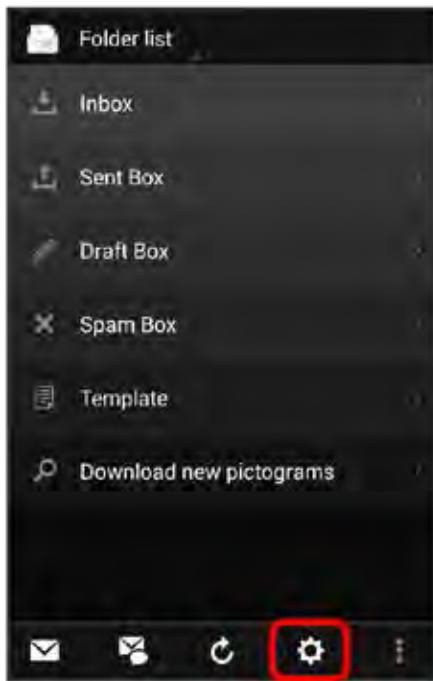 Folder list
Inbox
Sent Box
Draft Box
Spam Box
Template
Download new pictograms